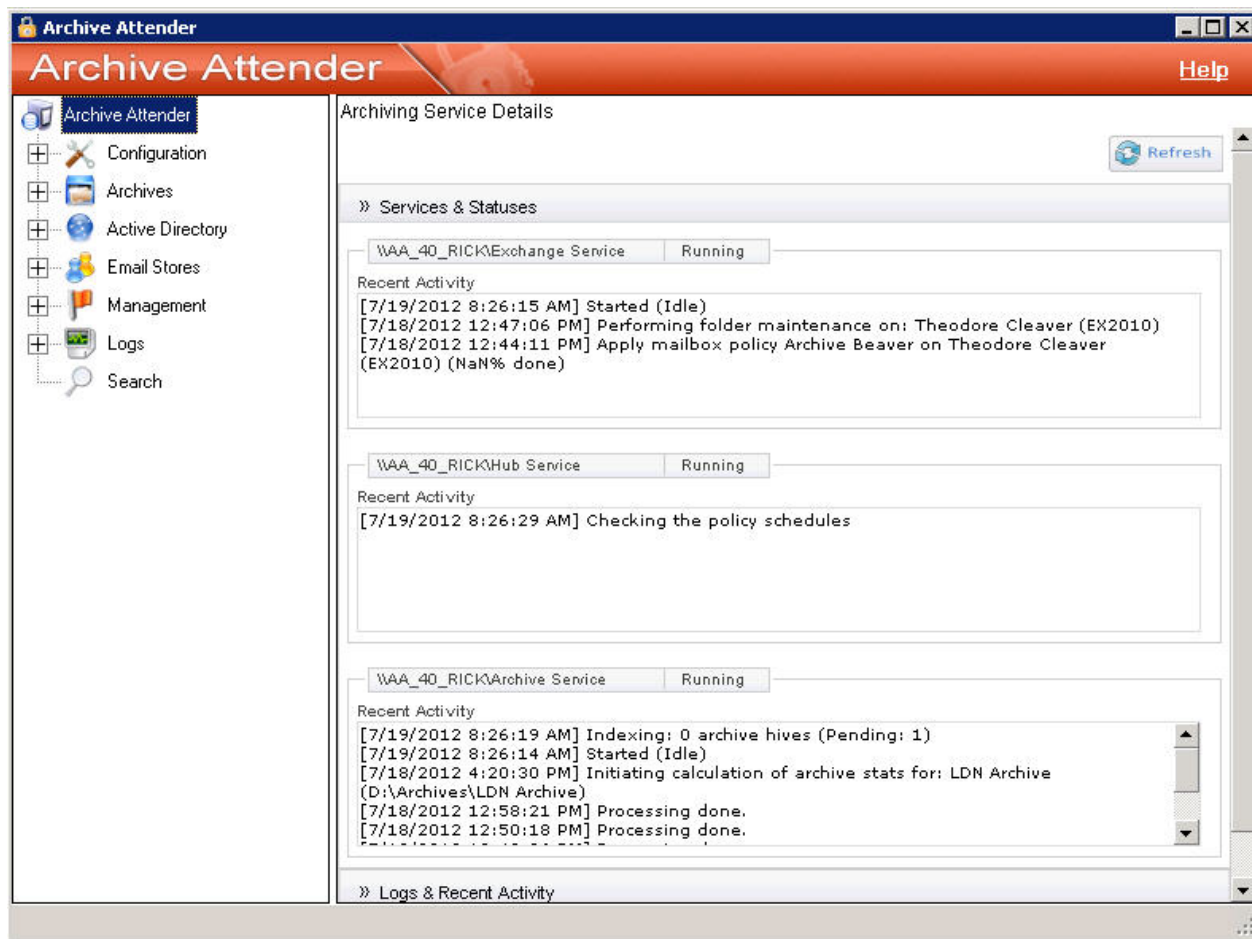 Archive Attender
Archive Attender
Help
Archive Attender
Configuration
Archives
Active Directory
Email Stores
Management
Logs
Search
Archiving Service Details
Refresh
» Services & Statuses
\\AA_40_RICK\Exchange Service Running
Recent Activity
[7/19/2012 8:26:15 AM] Started (Idle)
[7/18/2012 12:47:06 PM] Performing folder maintenance on: Theodore Cleaver (EX2010)
[7/18/2012 12:44:11 PM] Apply mailbox policy Archive Beaver on Theodore Cleaver
(EX2010) (NaN% done)
\\AA_40_RICK\Hub Service Running
Recent Activity
[7/19/2012 8:26:29 AM] Checking the policy schedules
\\AA_40_RICK\Archive Service Running
Recent Activity
[7/19/2012 8:26:19 AM] Indexing: 0 archive hives (Pending: 1)
[7/19/2012 8:26:14 AM] Started (Idle)
[7/18/2012 4:20:30 PM] Initiating calculation of archive stats for: LDN Archive
(D:\Archives\LDN Archive)
[7/18/2012 12:58:21 PM] Processing done.
[7/18/2012 12:50:18 PM] Processing done.
» Logs & Recent Activity